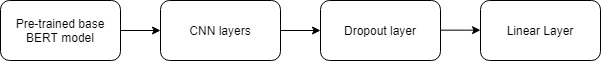 Pre-trained base
BERT model
CNN layers
Dropout layer
Linear Layer